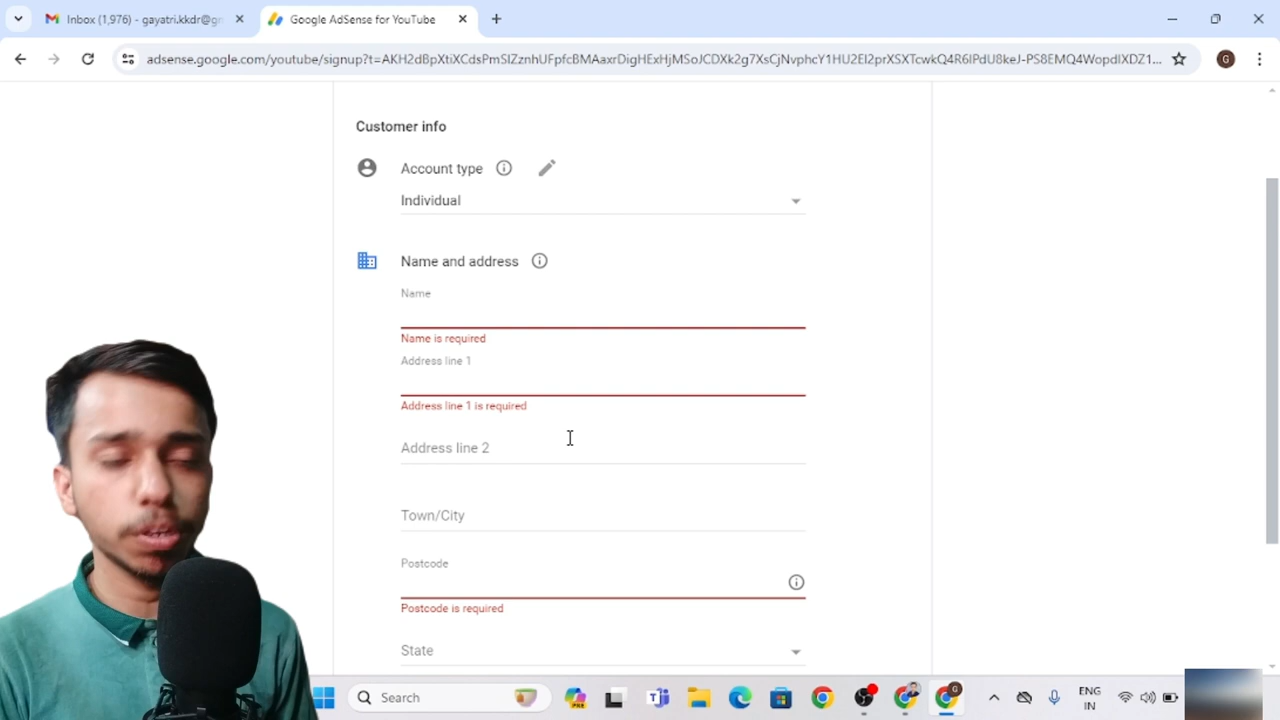 Inbox (1,976) - gayatri.kkdr@gm
Google AdSense for YouTube
adsense.google.com/youtube/signup?t=
G
Customer info
Account type
Individual
Name and address
Name
Name is required
Address line 1
Address line 1 is required
Address line 2
Town/City
Postcode
Postcode is required
State
Search
PRE
G
ENG
IN